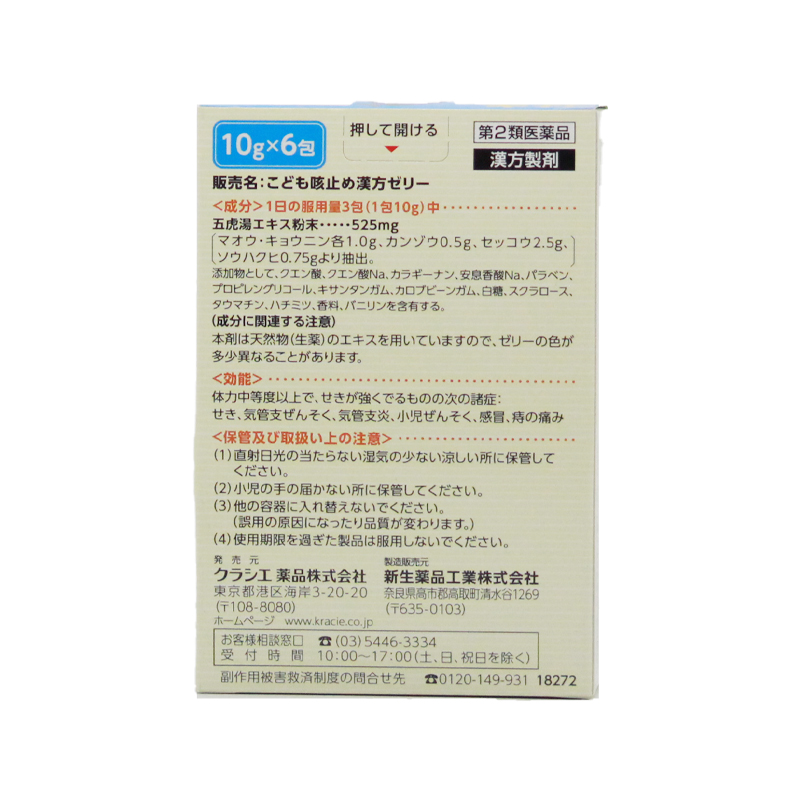 10g×6包
押して開ける
第2類医薬品
漢方製剤
販売名：こども咳止め漢方ゼリー
＜成分＞1日の服用量3包(1包10g)中
五虎湯エキス粉末‥‥‥525mg
マオウ・キョウニン各1.0g、カンゾウ0.5g、セッコウ2.5g、
ソウハクヒ0.75gより抽出。
添加物として、クエン酸、クエン酸Na、カラギーナン、安息香酸Na、パラベン、
プロピレングリコール、キサンタンガム、カロブビーンガム、白糖、スクラロース、
タウマチン、ハチミツ、香料、バニリンを含有する。
(成分に関連する注意)
本剤は天然物(生薬)のエキスを用いていますので、ゼリーの色が
多少異なることがあります。
＜効能＞
体力中等度以上で、せきが強くでるものの次の諸症：
せき、気管支ぜんそく、気管支炎、小児ぜんそく、感冒、痔の痛み
＜保管及び取扱い上の注意＞
(1)直射日光の当たらない湿気の少ない涼しい所に保管して
ください。
(2)小児の手の届かない所に保管してください。
(3)他の容器に入れ替えないでください。
(誤用の原因になったり品質が変わります。)
(4)使用期限を過ぎた製品は服用しないでください。
発売元
クラシエ薬品株式会社
東京都港区海岸3-20-20
(〒108-8080)
ホームページ www.kracie.co.jp
製造販売元
新生薬品工業株式会社
奈良県高市郡高取町清水谷1269
(〒635-0103)
お客様相談窓口 ☎(03)5446-3334
受付時間 10:00〜17:00(土、日、祝日を除く)
副作用被害救済制度の問合せ先 ☎0120-149-931 18272